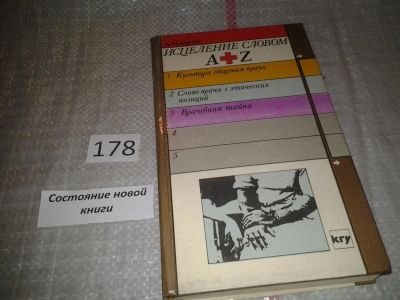 ИСЦЕЛЕНИЕ СЛОВОМ
A+Z
1 Культура общения врача
2 Слово врача с этических
позиций
3 Врачебная тайна
4
5
кгу
178
Состояние новой
книги